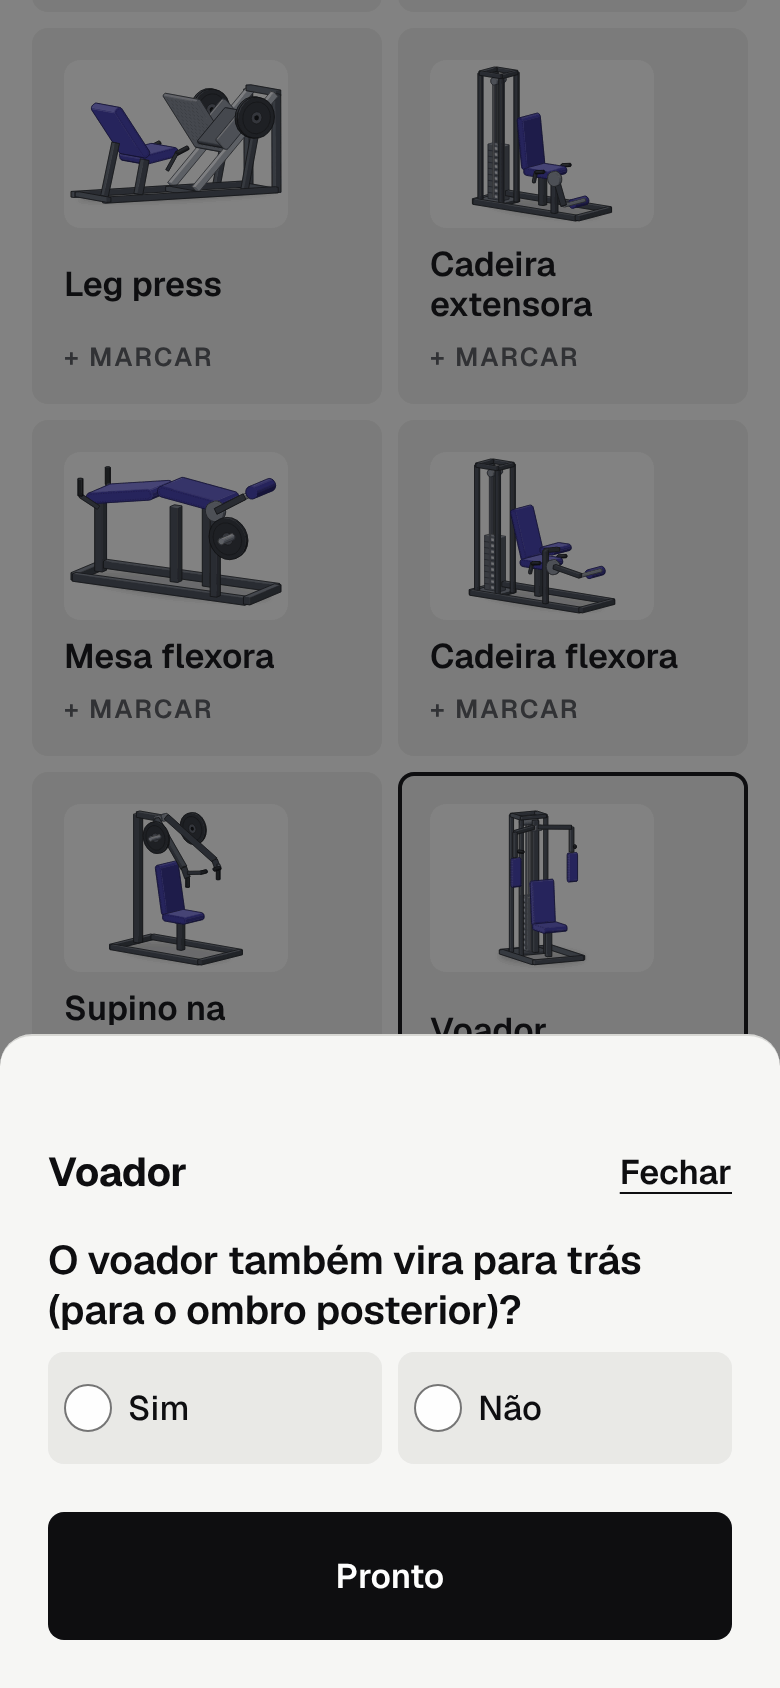 Leg press
+ MARCAR
Cadeira
extensora
+ MARCAR
Mesa flexora
+ MARCAR
Cadeira flexora
+ MARCAR
Supino na
Voador
Voador
Fechar
O voador também vira para trás
(para o ombro posterior)?
Sim
Não
Pronto